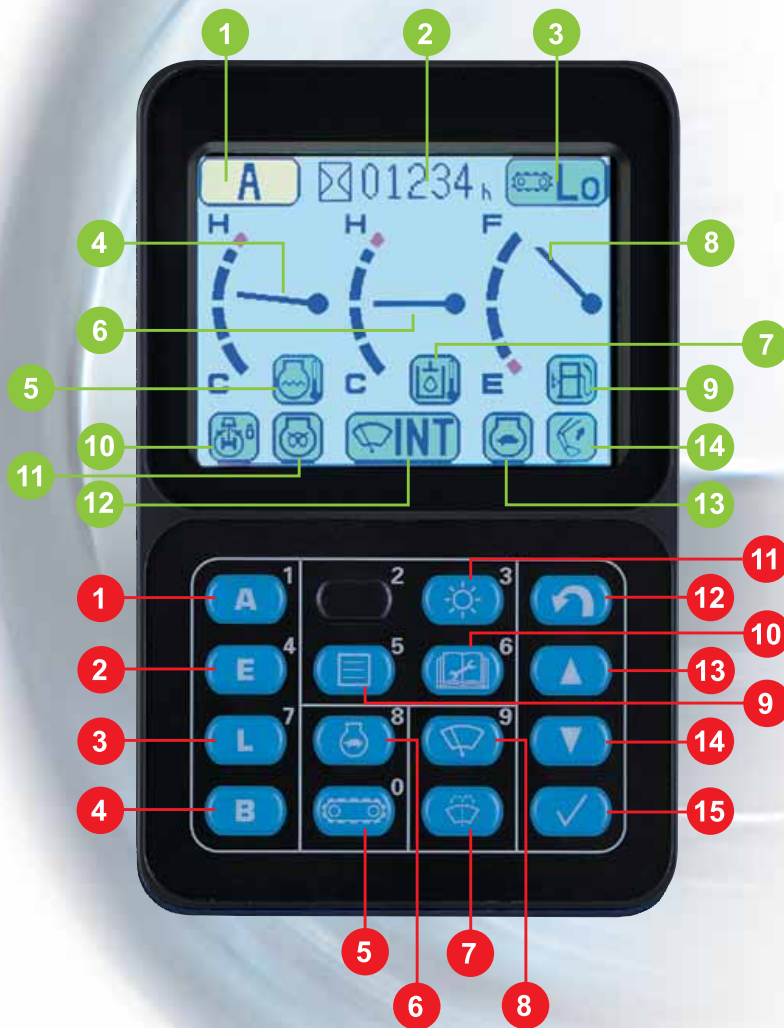 1 2 3
A 01234 h Lo
H H F
4 8
6 7
5 C C E 9
10 INT 14
11
12 13
1 2 3 11
1 A 12
4 5 6 10
2 E 13
9
7 8 9
3 L 14
0
4 B 15
5 7
6 8